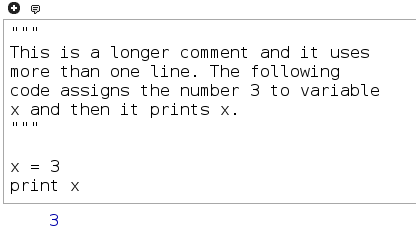 """
This is a longer comment and it uses
more than one line. The following
code assigns the number 3 to variable
x and then it prints x.
"""
x = 3
print x
3